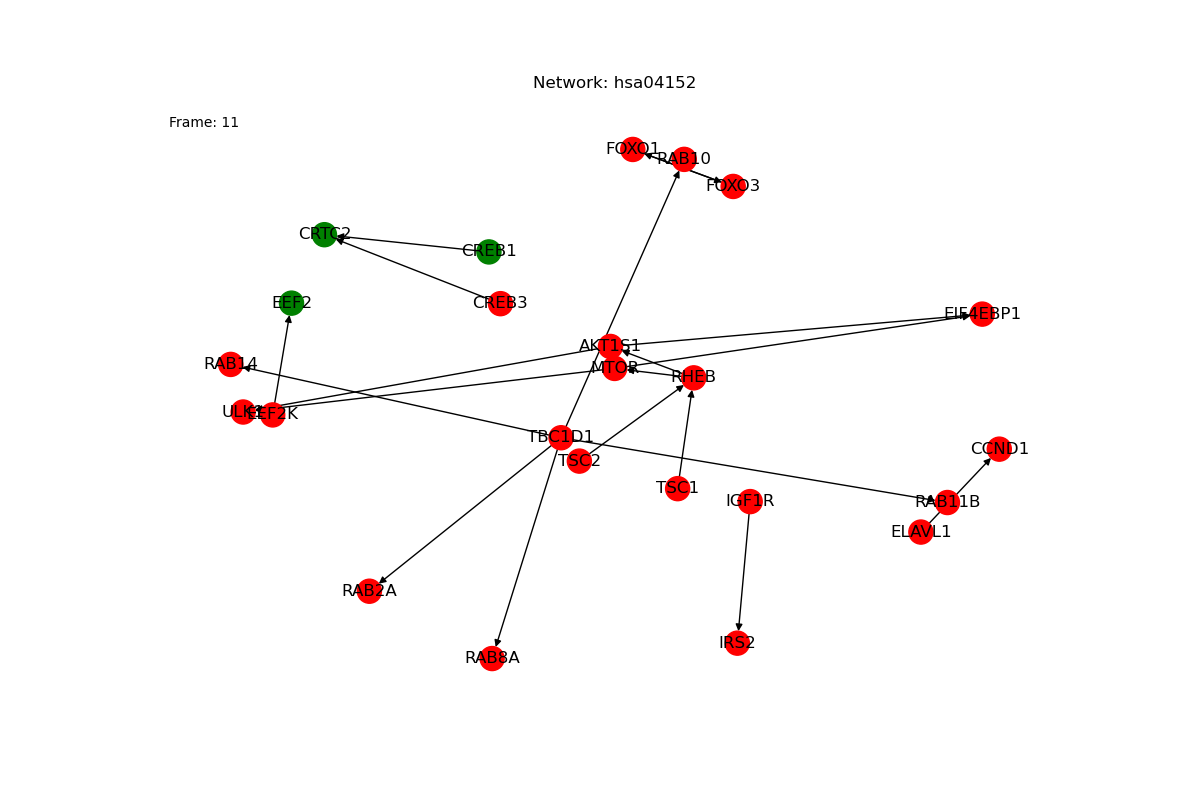 Network: hsa04152
Frame: 11
FOXO1
RAB10
FOXO3
CRTC2
CREB1
EEF2
CREB3
EIF4EBP1
AKT1S1
RAB14
MTOR
RHEB
EEF2K
TBC1D1
TSC2
CCND1
TSC1
IGF1R
RAB11B
ELAVL1
RAB2A
IRS2
RAB8A